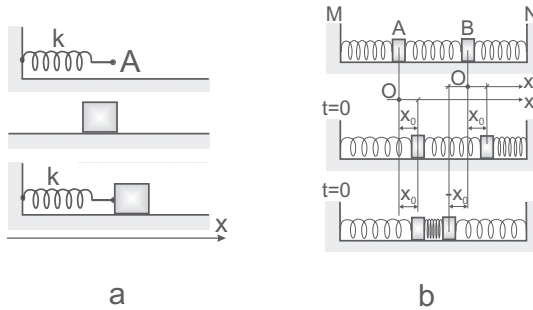 k
A
k
x
a
M A B N
O x
O x
t=0 x₀ x₀
t=0 x₀ -x₀
b